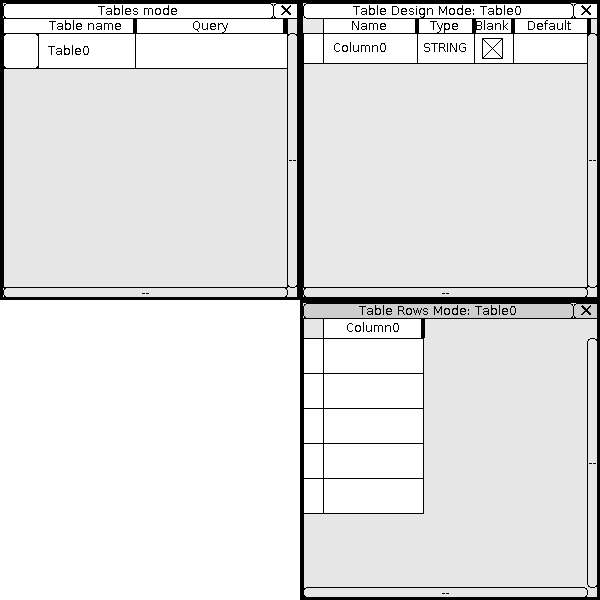 Tables mode
Table name Query
Table0
Table Design Mode: Table0
Name Type Blank Default
Column0 STRING
Table Rows Mode: Table0
Column0